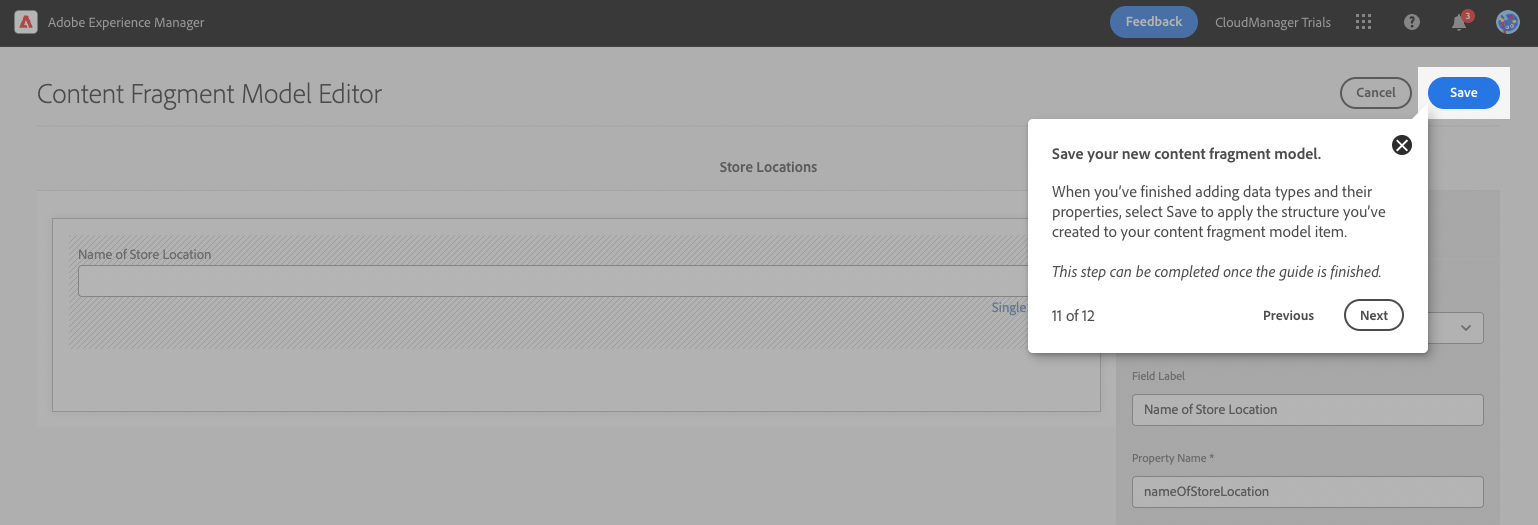 Adobe Experience Manager
Feedback
CloudManager Trials
3
Content Fragment Model Editor
Cancel
Save
Store Locations
Save your new content fragment model.
When you've finished adding data types and their
properties, select Save to apply the structure you've
created to your content fragment model item.
This step can be completed once the guide is finished.
11 of 12
Previous
Next
Name of Store Location
Single
Field Label
Name of Store Location
Property Name *
nameOfStoreLocation